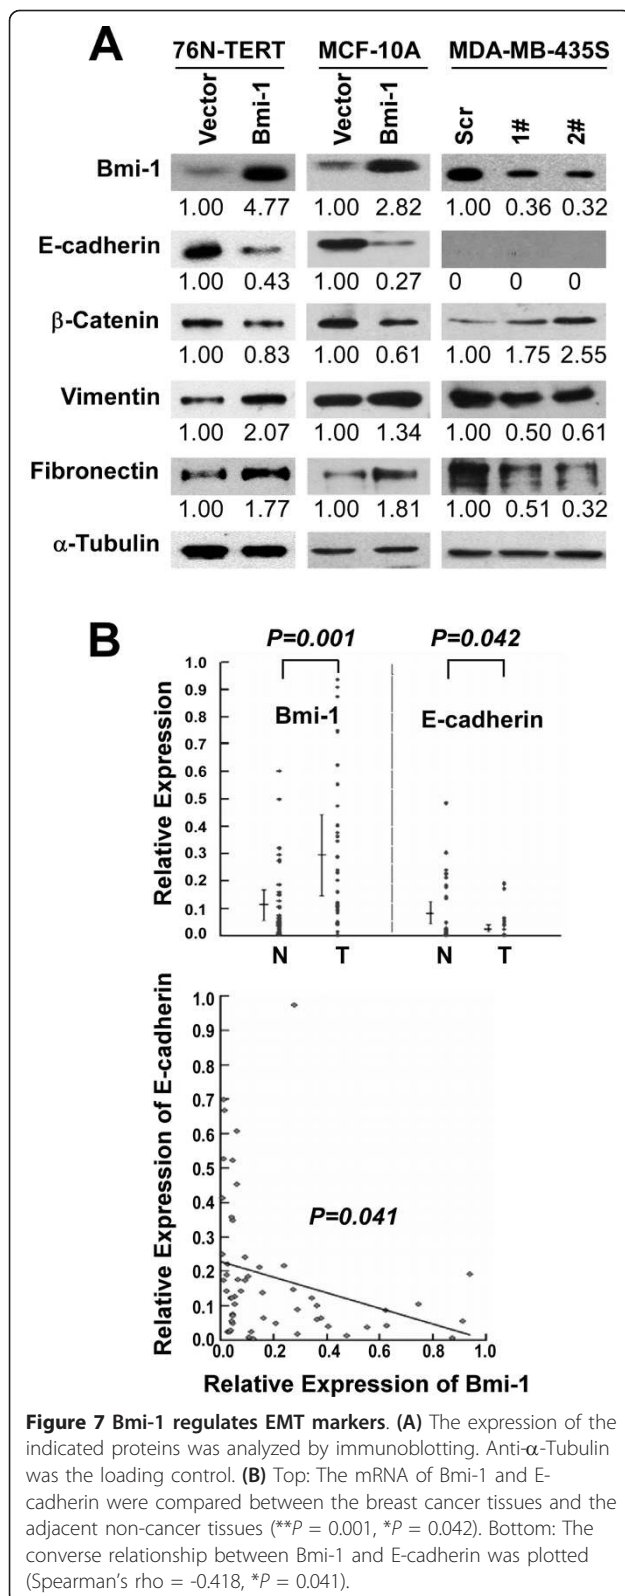 A
76N-TERT MCF-10A MDA-MB-435S
Vector Bmi-1 Vector Bmi-1 Scr 1# 2#
Bmi-1
1.00 4.77 1.00 2.82 1.00 0.36 0.32
E-cadherin
1.00 0.43 1.00 0.27 0 0 0
β-Catenin
1.00 0.83 1.00 0.61 1.00 1.75 2.55
Vimentin
1.00 2.07 1.00 1.34 1.00 0.50 0.61
Fibronectin
1.00 1.77 1.00 1.81 1.00 0.51 0.32
α-Tubulin
B
P=0.001 P=0.042
Relative Expression
1.0
0.9
0.8
0.7
0.6
0.5
0.4
0.3
0.2
0.1
0.0
Bmi-1 E-cadherin
N T N T
Relative Expression of E-cadherin
1.0
0.9
0.8
0.7
0.6
0.5
0.4
0.3
0.2
0.1
0.0
P=0.041
0.0 0.2 0.4 0.6 0.8 1.0
Relative Expression of Bmi-1
Figure 7 Bmi-1 regulates EMT markers. (A) The expression of the
indicated proteins was analyzed by immunoblotting. Anti-α-Tubulin
was the loading control. (B) Top: The mRNA of Bmi-1 and E-
cadherin were compared between the breast cancer tissues and the
adjacent non-cancer tissues (**P = 0.001, *P = 0.042). Bottom: The
converse relationship between Bmi-1 and E-cadherin was plotted
(Spearman's rho = -0.418, *P = 0.041).